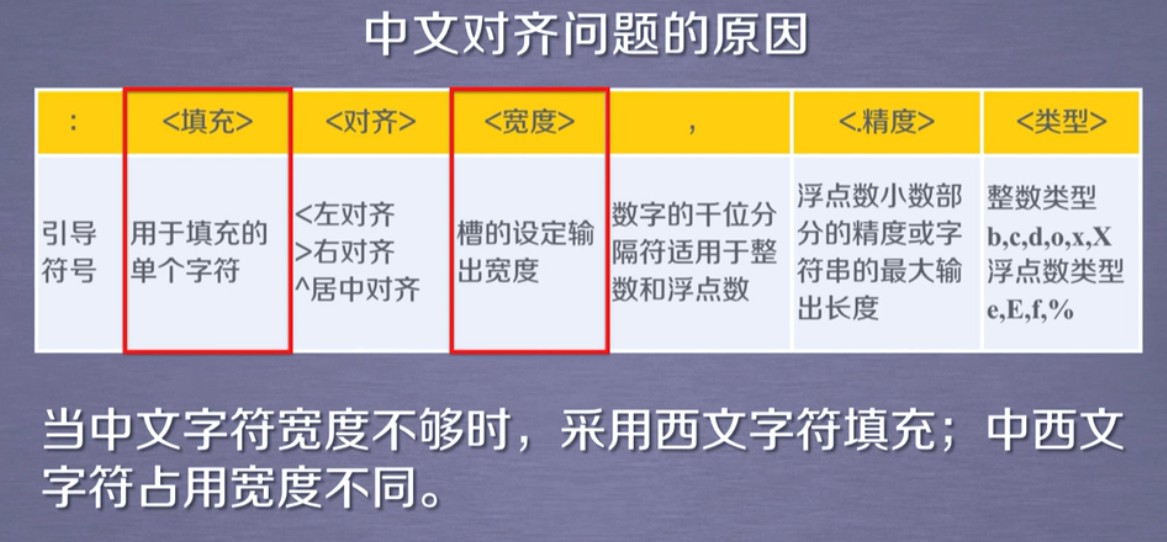 中文对齐问题的原因
: <填充> <对齐> <宽度> , <.精度> <类型>
引导
符号
用于填充的
单个字符
<左对齐
>右对齐
^居中对齐
槽的设定输
出宽度
数字的千位分
隔符适用于整
数和浮点数
浮点数小数部
分的精度或字
符串的最大输
出长度
整数类型
b,c,d,o,x,X
浮点数类型
e,E,f,%
当中文字符宽度不够时，采用西文字符填充；中西文
字符占用宽度不同。